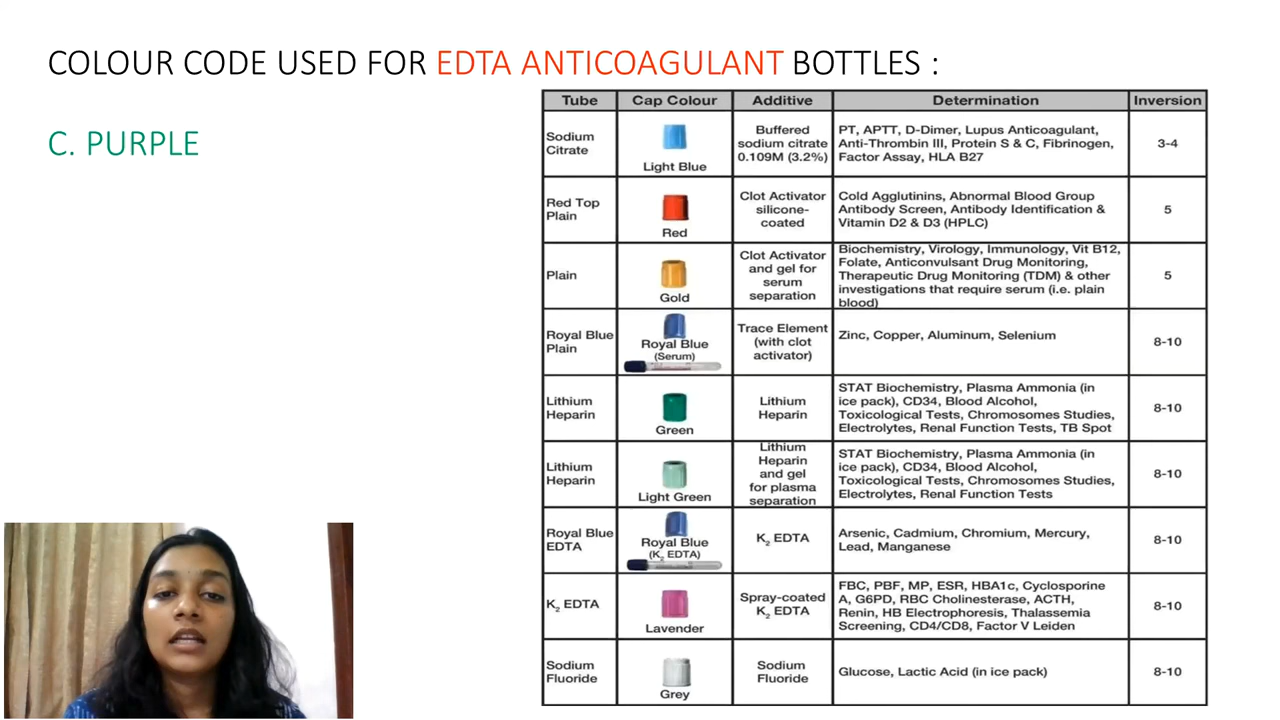 COLOUR CODE USED FOR EDTA ANTICOAGULANT BOTTLES :
C. PURPLE
Tube Cap Colour Additive Determination Inversion
Sodium
Citrate
Light Blue
Buffered
sodium citrate
0.109M (3.2%)
PT, APTT, D-Dimer, Lupus Anticoagulant,
Anti-Thrombin III, Protein S & C, Fibrinogen,
Factor Assay, HLA B27
3-4
Red Top
Plain
Red
Clot Activator
silicone-
coated
Cold Agglutinins, Abnormal Blood Group
Antibody Screen, Antibody Identification &
Vitamin D2 & D3 (HPLC)
5
Plain
Gold
Clot Activator
and gel for
serum
separation
Biochemistry, Virology, Immunology, Vit B12,
Folate, Anticonvulsant Drug Monitoring,
Therapeutic Drug Monitoring (TDM) & other
investigations that require serum (i.e. plain
blood)
5
Royal Blue
Plain
Royal Blue
(Serum)
Trace Element
(with clot
activator)
Zinc, Copper, Aluminum, Selenium
8-10
Lithium
Heparin
Green
Lithium
Heparin
STAT Biochemistry, Plasma Ammonia (in
ice pack), CD34, Blood Alcohol,
Toxicological Tests, Chromosomes Studies,
Electrolytes, Renal Function Tests, TB Spot
8-10
Lithium
Heparin
Light Green
Lithium
Heparin
and gel
for plasma
separation
STAT Biochemistry, Plasma Ammonia (in
ice pack), CD34, Blood Alcohol,
Toxicological Tests, Chromosomes Studies,
Electrolytes, Renal Function Tests
8-10
Royal Blue
EDTA
Royal Blue
(K2 EDTA)
K2 EDTA
Arsenic, Cadmium, Chromium, Mercury,
Lead, Manganese
8-10
K2 EDTA
Lavender
Spray-coated
K2 EDTA
FBC, PBF, MP, ESR, HBA1c, Cyclosporine
A, G6PD, RBC Cholinesterase, ACTH,
Renin, HB Electrophoresis, Thalassemia
Screening, CD4/CD8, Factor V Leiden
8-10
Sodium
Fluoride
Grey
Sodium
Fluoride
Glucose, Lactic Acid (in ice pack)
8-10